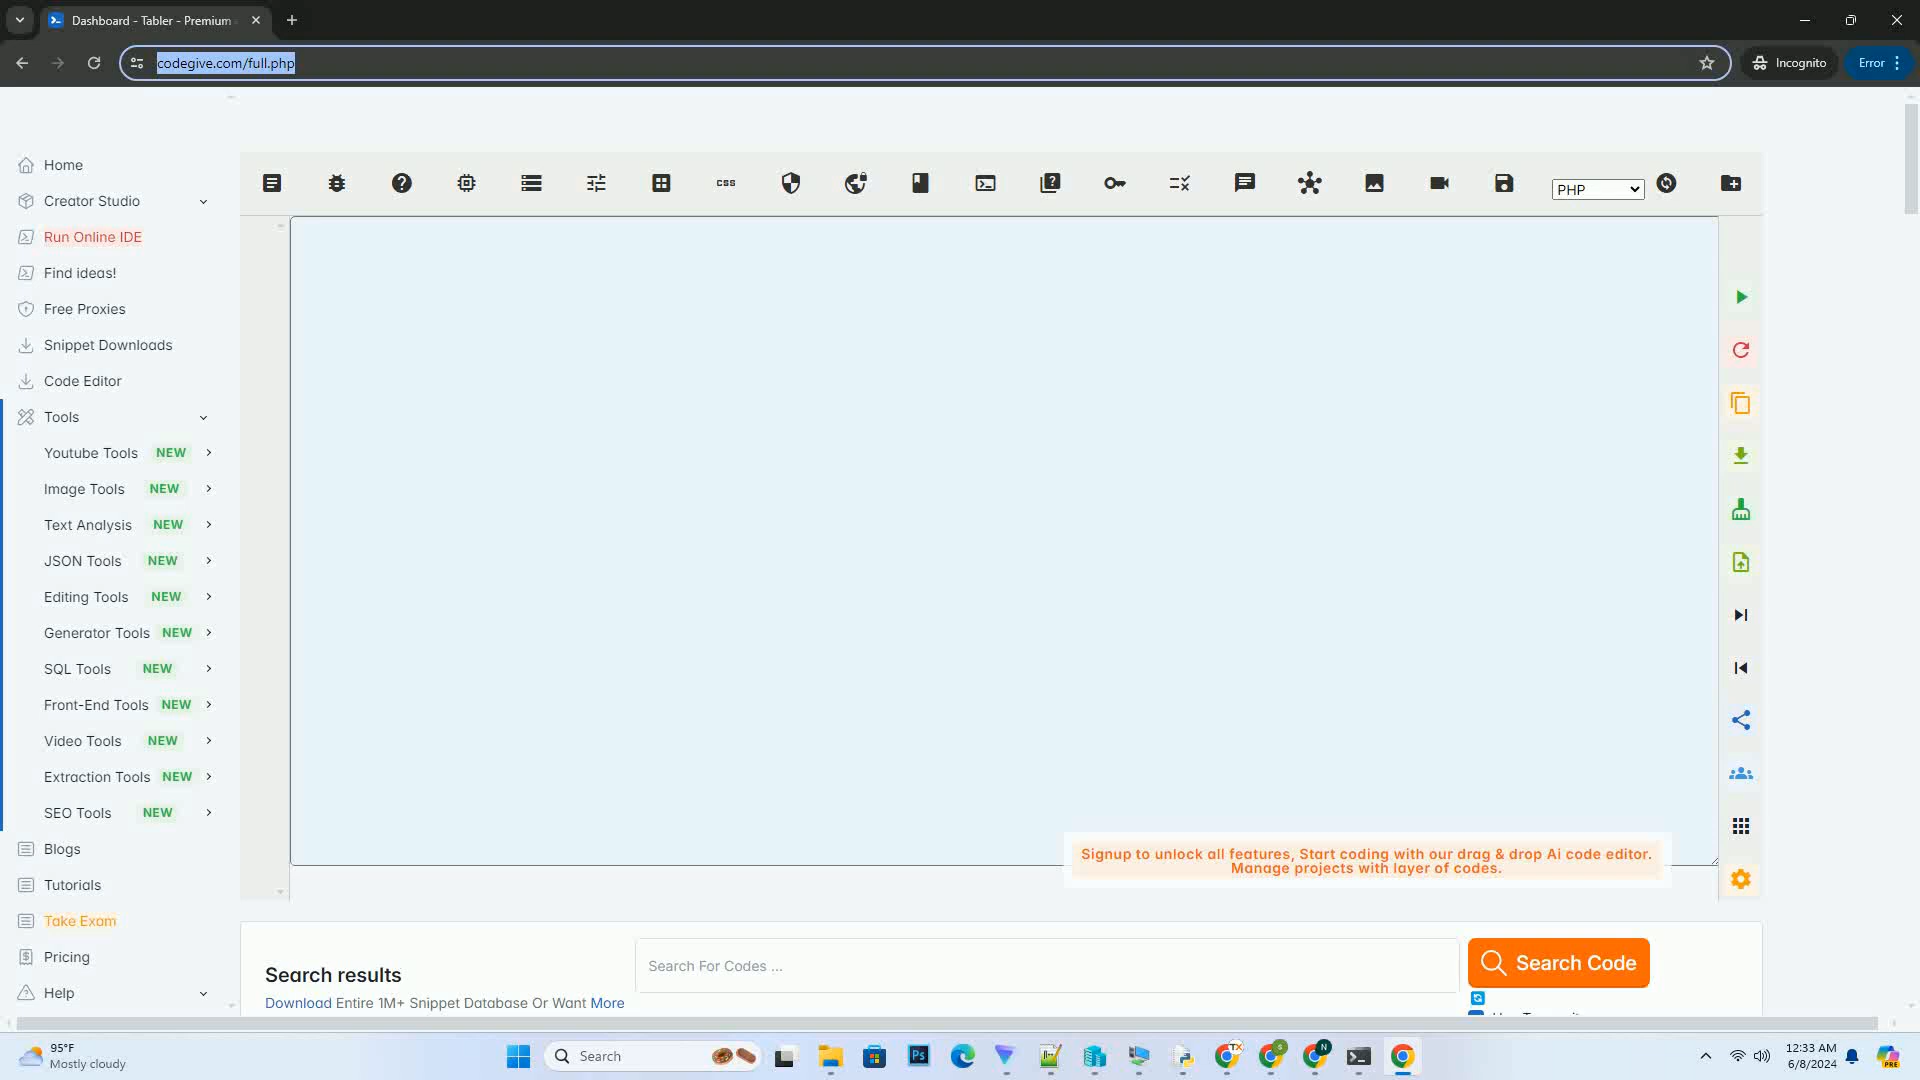 Dashboard - Tabler - Premium
codegive.com/full.php
Incognito
Error
Home
Creator Studio
Run Online IDE
Find ideas!
Free Proxies
Snippet Downloads
Code Editor
Tools
Youtube Tools NEW
Image Tools NEW
Text Analysis NEW
JSON Tools NEW
Editing Tools NEW
Generator Tools NEW
SQL Tools NEW
Front-End Tools NEW
Video Tools NEW
Extraction Tools NEW
SEO Tools NEW
Blogs
Tutorials
Take Exam
Pricing
Help
css
PHP
Signup to unlock all features, Start coding with our drag & drop Ai code editor.
Manage projects with layer of codes.
Search results
Download Entire 1M+ Snippet Database Or Want More
Search For Codes ...
Search Code
95°F
Mostly cloudy
Search
Ps
TX
S
N
12:33 AM
6/8/2024
PRE